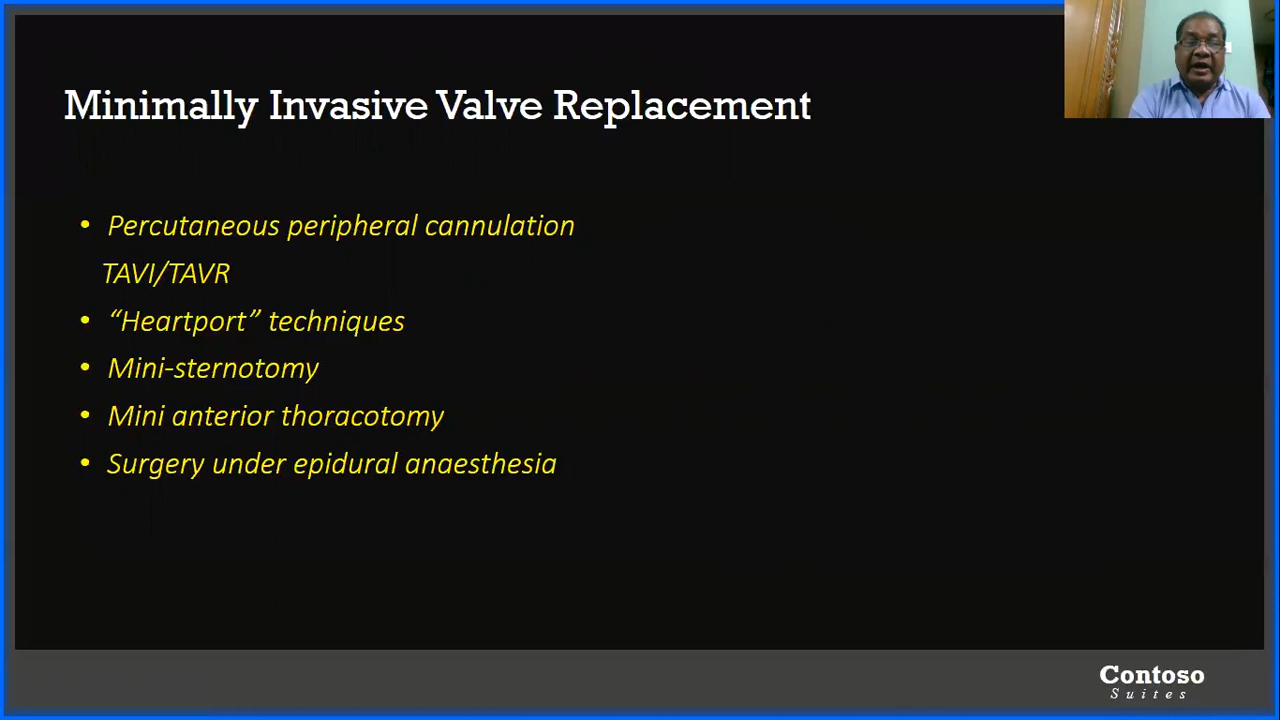 Minimally Invasive Valve Replacement
• Percutaneous peripheral cannulation
TAVI/TAVR
• “Heartport” techniques
• Mini-sternotomy
• Mini anterior thoracotomy
• Surgery under epidural anaesthesia
Contoso
Suites